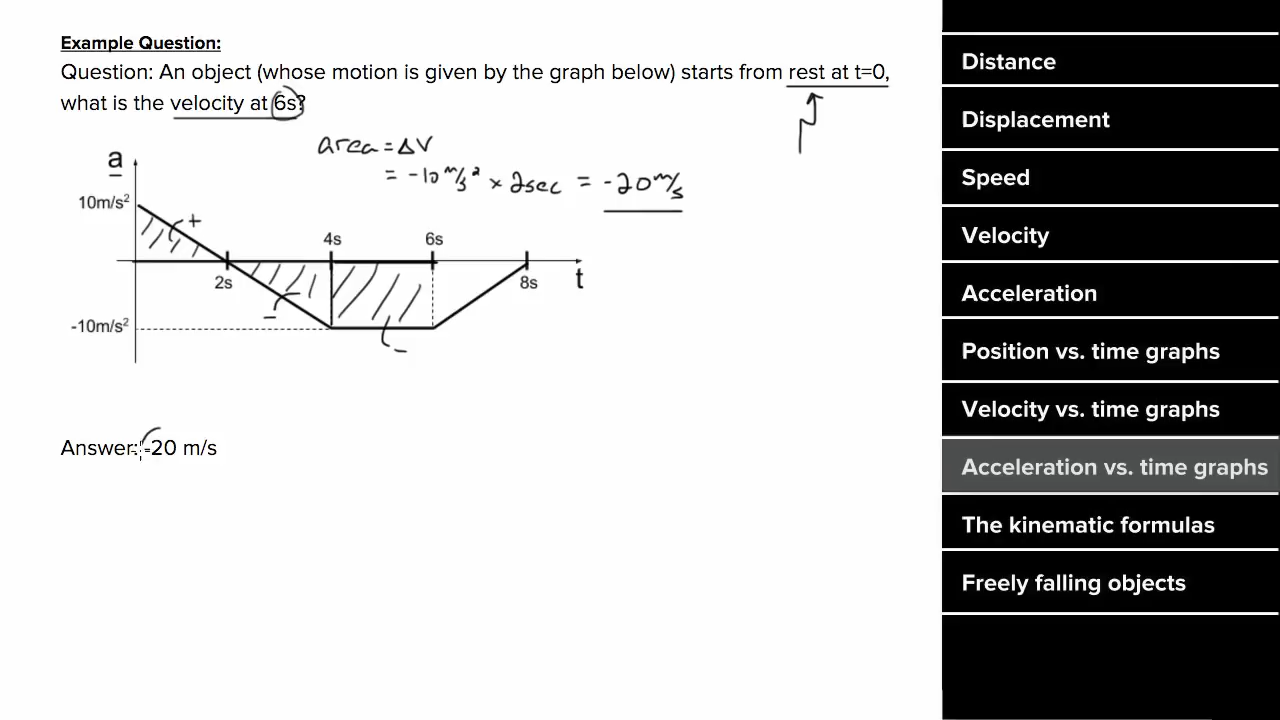 Example Question:
Question: An object (whose motion is given by the graph below) starts from rest at t=0,
what is the velocity at 6s?
area = ΔV
= -10 m/s² × 2sec = -20 m/s
a
10m/s²
+
4s
6s
2s
8s
t
-
-10m/s²
-
Answer: -20 m/s
Distance
Displacement
Speed
Velocity
Acceleration
Position vs. time graphs
Velocity vs. time graphs
Acceleration vs. time graphs
The kinematic formulas
Freely falling objects